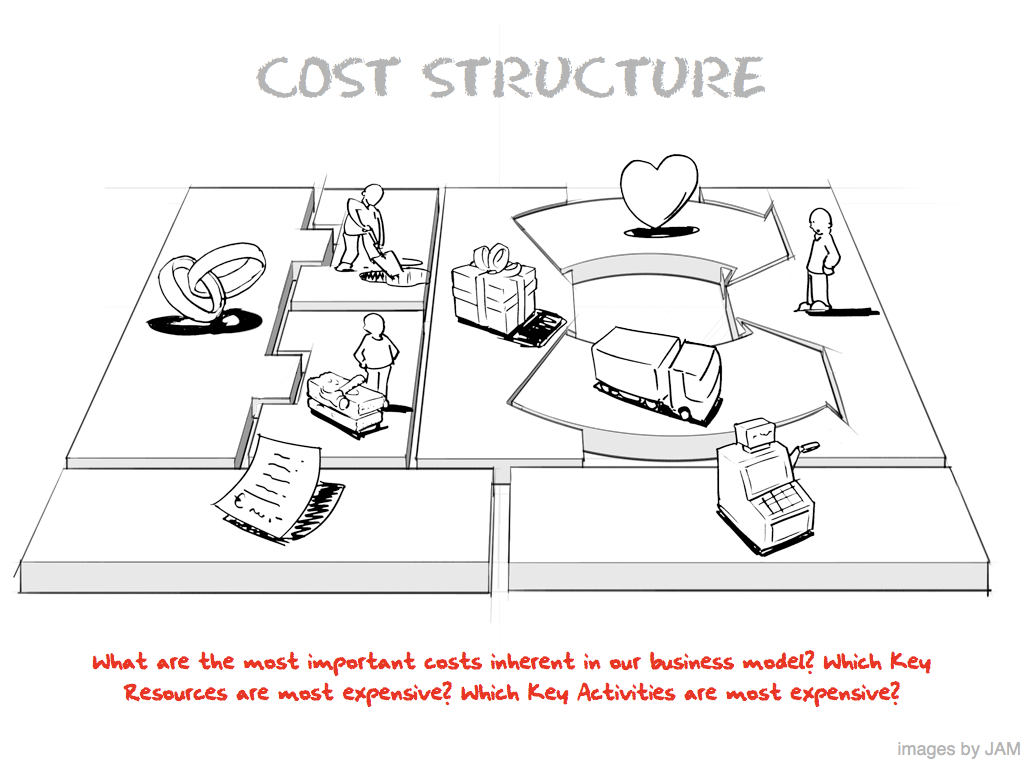 COST STRUCTURE
€
What are the most important costs inherent in our business model? Which Key
Resources are most expensive? Which Key Activities are most expensive?
images by JAM